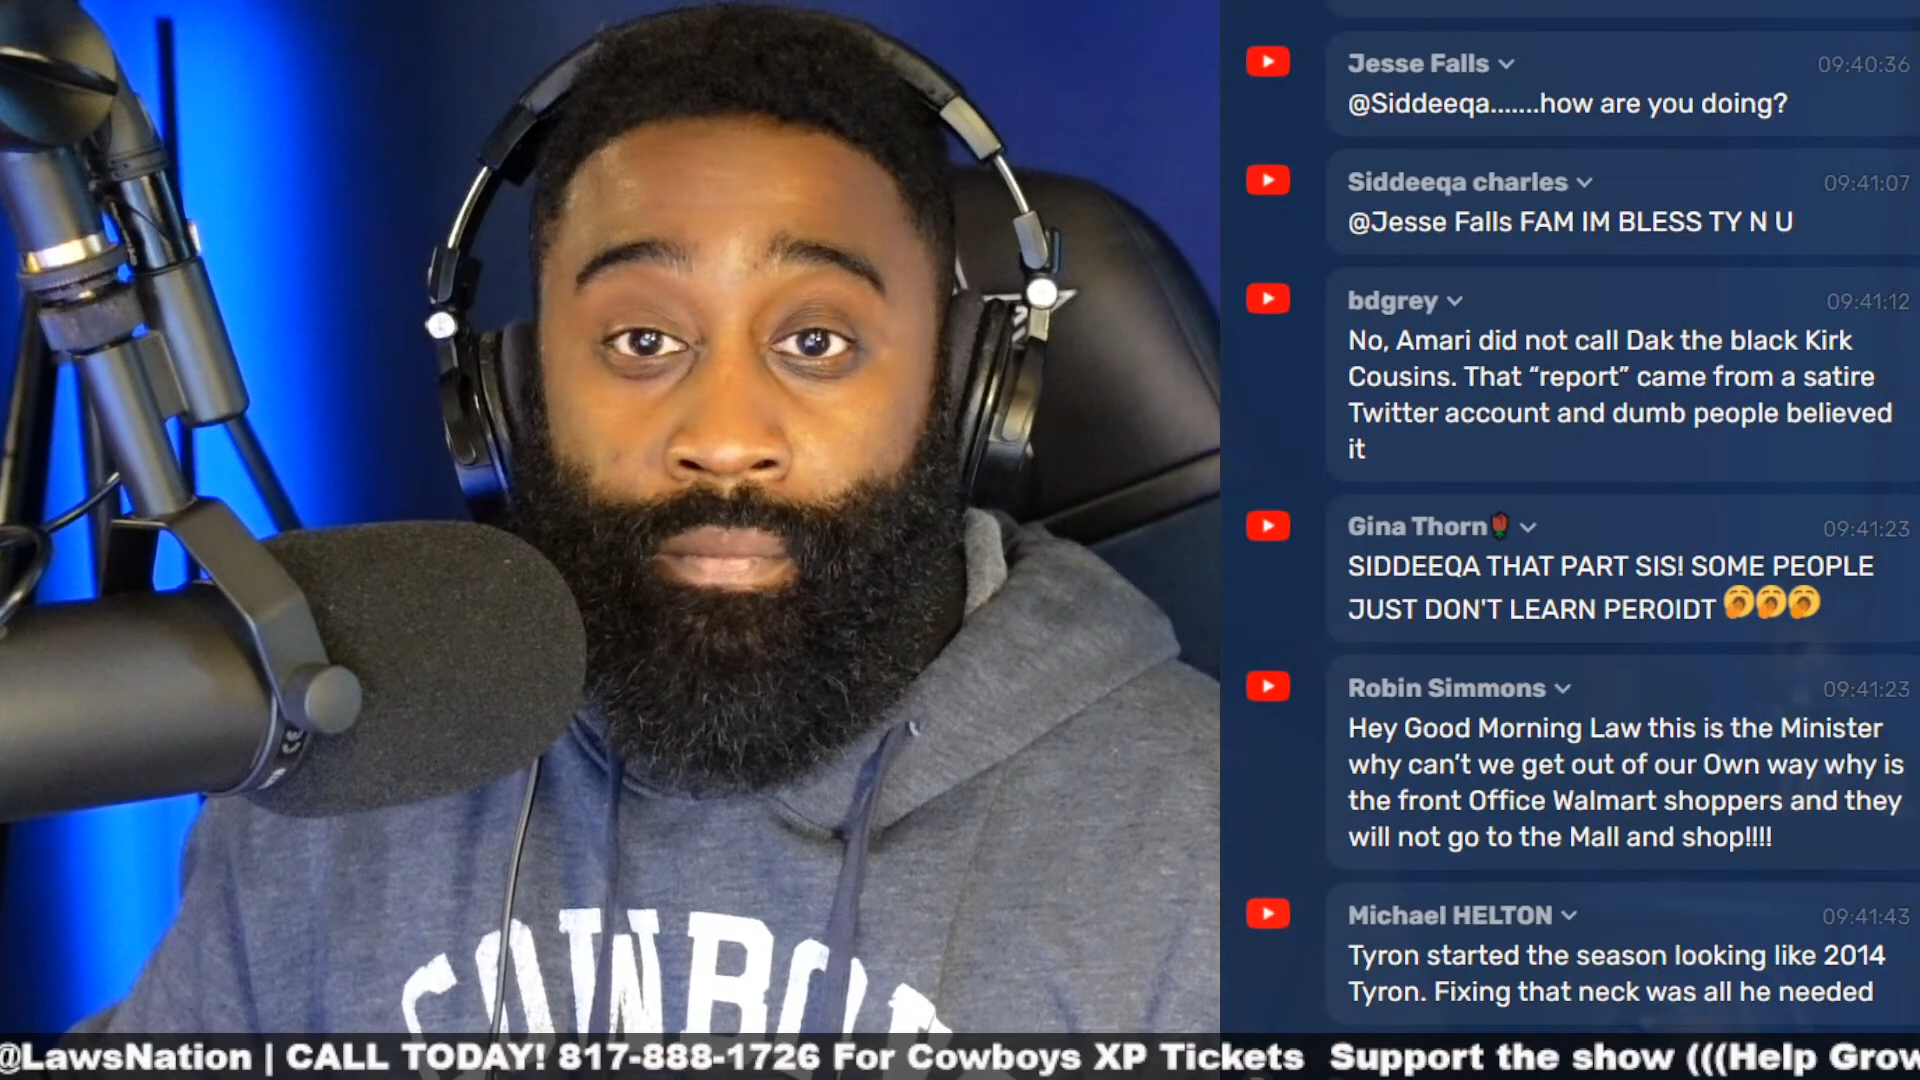 Jesse Falls
09:40:36
@Siddeeqa.......how are you doing?
Siddeeqa charles
09:41:07
@Jesse Falls FAM IM BLESS TY N U
bdgrey
09:41:12
No, Amari did not call Dak the black Kirk
Cousins. That “report” came from a satire
Twitter account and dumb people believed
it
Gina Thorn🌹
09:41:23
SIDDEEQA THAT PART SIS! SOME PEOPLE
JUST DON'T LEARN PEROIDT 🥱🥱🥱
Robin Simmons
09:41:23
Hey Good Morning Law this is the Minister
why can’t we get out of our Own way why is
the front Office Walmart shoppers and they
will not go to the Mall and shop!!!!
Michael HELTON
09:41:43
Tyron started the season looking like 2014
Tyron. Fixing that neck was all he needed
COWBOY
CE
@LawsNation | CALL TODAY! 817-888-1726 For Cowboys XP Tickets Support the show (((Help Grow